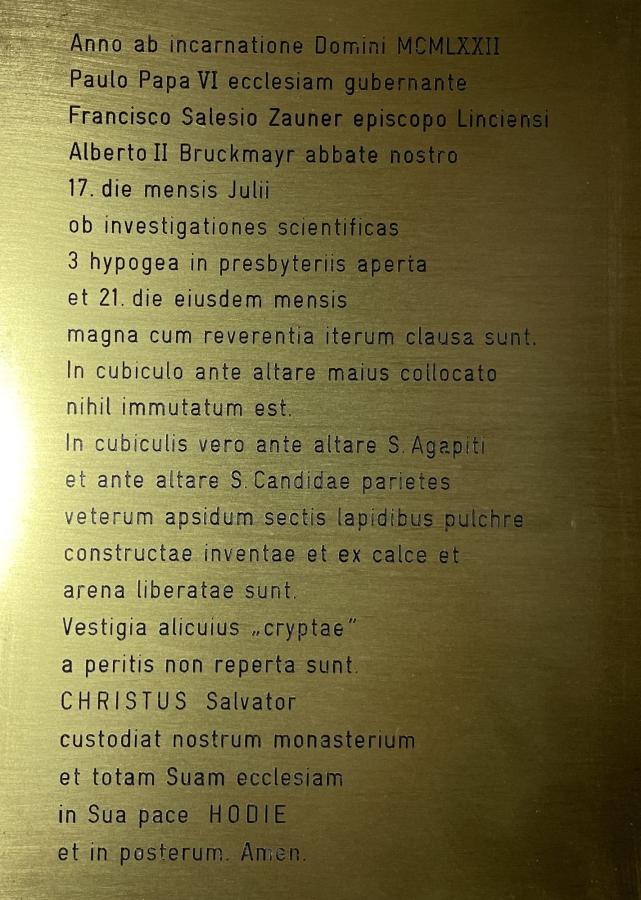 Anno ab incarnatione Domini MCMLXXII
Paulo Papa VI ecclesiam gubernante
Francisco Salesio Zauner episcopo Linciensi
Alberto II Bruckmayr abbate nostro
17. die mensis Julii
ob investigationes scientificas
3 hypogea in presbyteriis aperta
et 21. die eiusdem mensis
magna cum reverentia iterum clausa sunt.
In cubiculo ante altare maius collocato
nihil immutatum est.
In cubiculis vero ante altare S. Agapiti
et ante altare S. Candidae parietes
veterum apsidum sectis lapidibus pulchre
constructae inventae et ex calce et
arena liberatae sunt.
Vestigia alicuius „cryptae”
a peritis non reperta sunt.
CHRISTUS Salvator
custodiat nostrum monasterium
et totam Suam ecclesiam
in Sua pace HODIE
et in posterum. Amen.